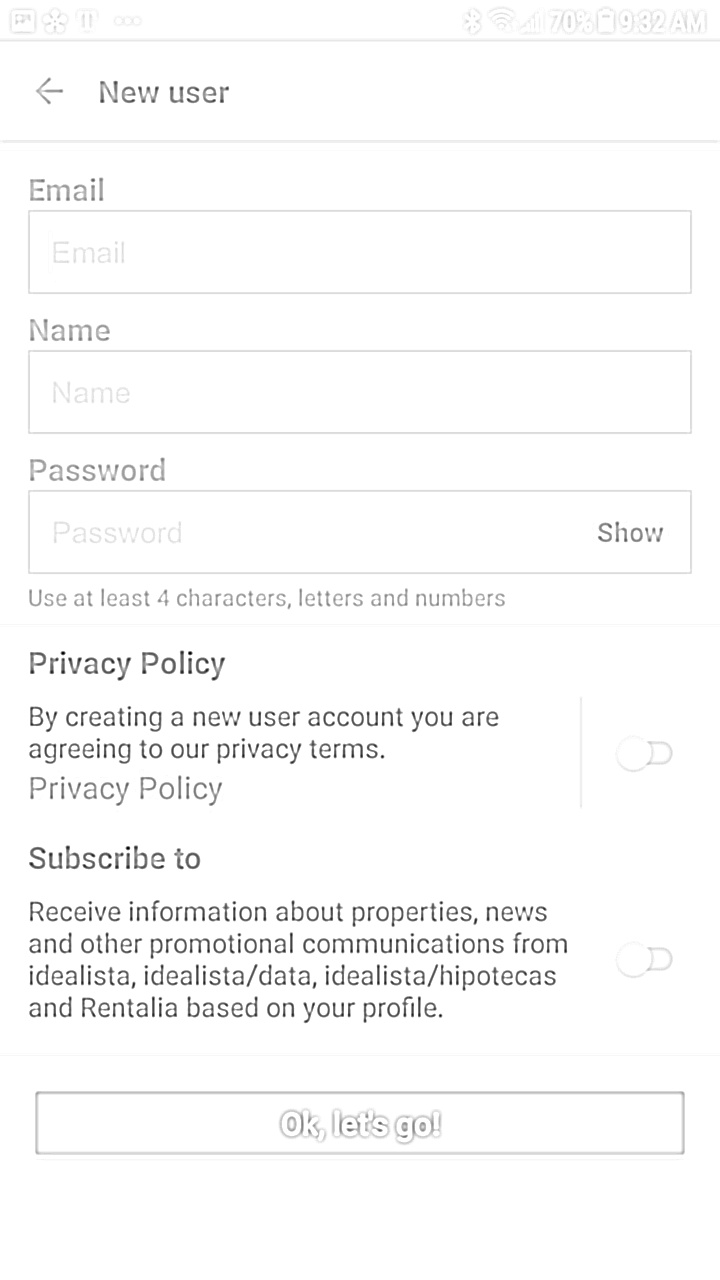 70% 9:32 AM
New user
Email
Email
Name
Name
Password
Password Show
Use at least 4 characters, letters and numbers
Privacy Policy
By creating a new user account you are
agreeing to our privacy terms.
Privacy Policy
Subscribe to
Receive information about properties, news
and other promotional communications from
idealista, idealista/data, idealista/hipotecas
and Rentalia based on your profile.
Ok, let's go!